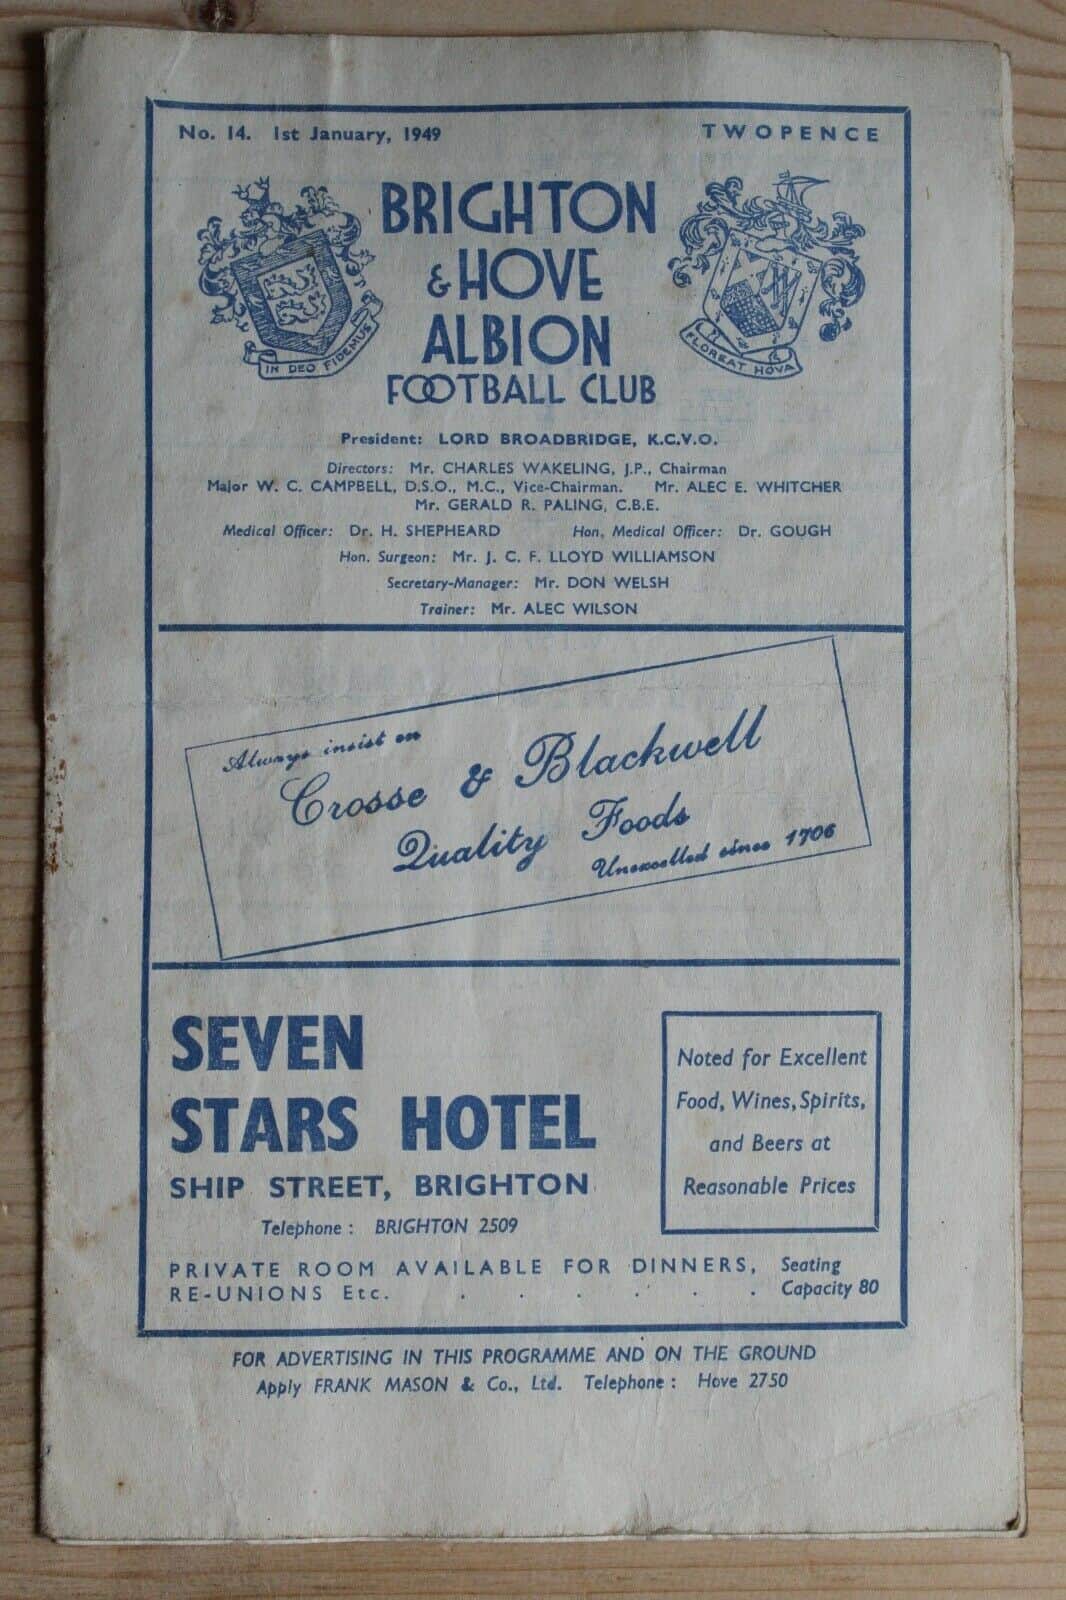 No. 14. 1st January, 1949 TWOPENCE
BRIGHTON
& HOVE
ALBION
FOOTBALL CLUB
IN DEO FIDEMUS
FLOREAT HOVA
President: LORD BROADBRIDGE, K.C.V.O.
Directors: Mr. CHARLES WAKELING, J.P., Chairman
Major W. C. CAMPBELL, D.S.O., M.C., Vice-Chairman. Mr. ALEC E. WHITCHER
Mr. GERALD R. PALING, C.B.E.
Medical Officer: Dr. H. SHEPHEARD Hon. Medical Officer: Dr. GOUGH
Hon. Surgeon: Mr. J. C. F. LLOYD WILLIAMSON
Secretary-Manager: Mr. DON WELSH
Trainer: Mr. ALEC WILSON
Always insist on
Crosse & Blackwell
Quality Foods
Unexcelled since 1706
SEVEN
STARS HOTEL
SHIP STREET, BRIGHTON
Telephone: BRIGHTON 2509
Noted for Excellent
Food, Wines, Spirits,
and Beers at
Reasonable Prices
PRIVATE ROOM AVAILABLE FOR DINNERS,
RE-UNIONS Etc. . . . . . .
Seating
Capacity 80
FOR ADVERTISING IN THIS PROGRAMME AND ON THE GROUND
Apply FRANK MASON & Co., Ltd. Telephone: Hove 2750